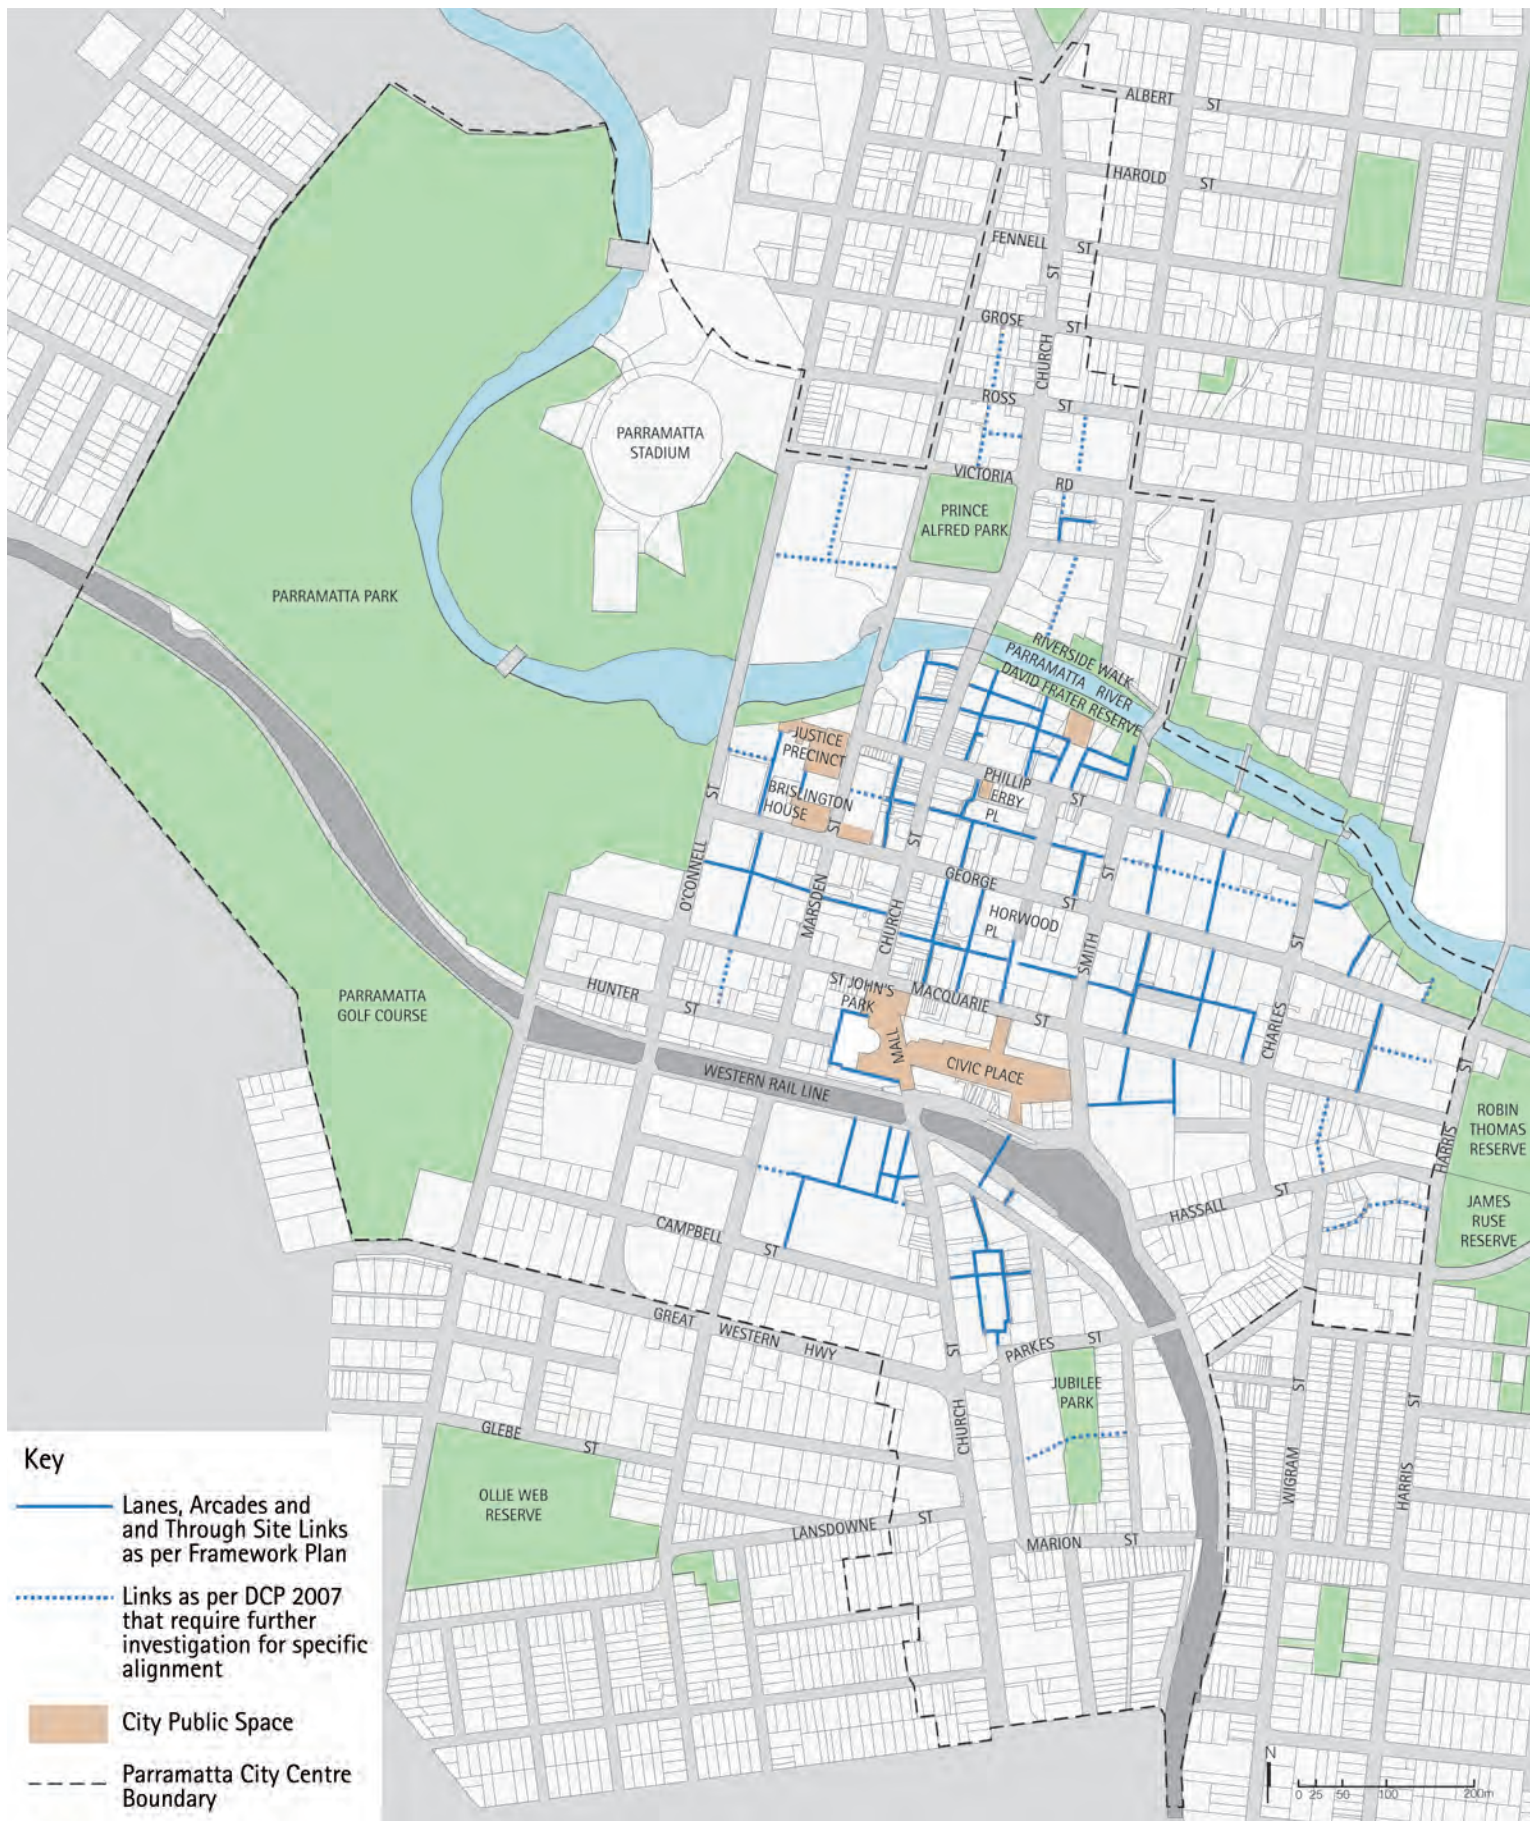 ALBERT ST
HAROLD ST
FENNELL ST
ST
GROSE ST
CHURCH
ROSS ST
PARRAMATTA
STADIUM
VICTORIA RD
PRINCE
ALFRED PARK
PARRAMATTA PARK
RIVERSIDE WALK
PARRAMATTA RIVER
DAVID FRATER RESERVE
JUSTICE
PRECINCT
PHILLIP ST
ERBY
PL
BRISLINGTON
HOUSE
ST
ST
ST
O'CONNELL
MARSDEN
CHURCH
GEORGE ST
ST
HORWOOD
PL
SMITH
ST
HUNTER ST
ST JOHN'S
PARK
MACQUARIE ST
PARRAMATTA
GOLF COURSE
MALL
CIVIC PLACE
CHARLES
ST
WESTERN RAIL LINE
HARRIS
ROBIN
THOMAS
RESERVE
HASSALL ST
JAMES
RUSE
RESERVE
CAMPBELL ST
GREAT WESTERN HWY
ST
PARKES ST
JUBILEE
PARK
CHURCH
ST
ST
GLEBE ST
WIGRAM
HARRIS
OLLIE WEB
RESERVE
LANSDOWNE ST
MARION ST
Key
Lanes, Arcades and
and Through Site Links
as per Framework Plan
Links as per DCP 2007
that require further
investigation for specific
alignment
City Public Space
Parramatta City Centre
Boundary
N
0 25 50 100 200m